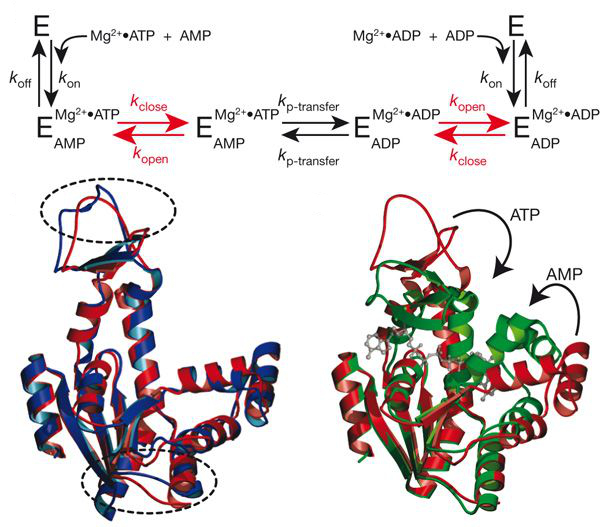 E Mg²⁺•ATP + AMP Mg²⁺•ADP + ADP E
k_off k_on k_on k_off
E_AMP^Mg²⁺•ATP k_close k_open E_AMP^Mg²⁺•ATP k_p-transfer k_p-transfer E_ADP^Mg²⁺•ADP k_open k_close E_ADP^Mg²⁺•ADP
ATP
AMP